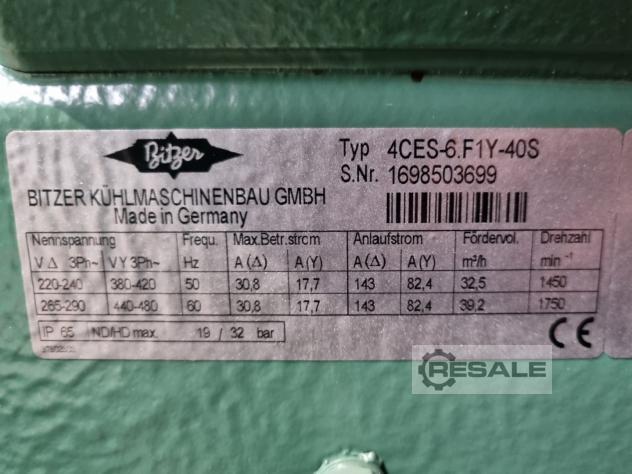 Bitzer
Typ 4CES-6.F1Y-40S
S.Nr. 1698503699
BITZER KÜHLMASCHINENBAU GMBH
Made in Germany
Nennspannung Frequ. Max.Betr.strom Anlaufstrom Fördervol. Drehzahl
V Δ 3Pn~ V Y 3Ph~ Hz A (Δ) A (Y) A (Δ) A (Y) m³/h min⁻¹
220-240 380-420 50 30,8 17,7 143 82,4 32,5 1450
265-290 440-480 60 30,8 17,7 143 82,4 39,2 1750
IP 65 ND/HD max. 19 / 32 bar
CE
RESALE